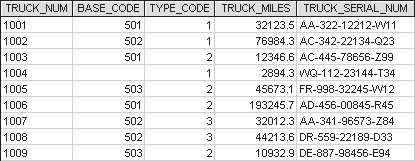 TRUCK_NUM BASE_CODE TYPE_CODE TRUCK_MILES TRUCK_SERIAL_NUM
1001 501 1 32123.5 AA-322-12212-W11
1002 502 1 76984.3 AC-342-22134-Q23
1003 501 2 12346.6 AC-445-78656-Z99
1004 1 2894.3 WQ-112-23144-T34
1005 503 2 45673.1 FR-998-32245-W12
1006 501 2 193245.7 AD-456-00845-R45
1007 502 3 32012.3 AA-341-96573-Z84
1008 502 3 44213.6 DR-559-22189-D33
1009 503 2 10932.9 DE-887-98456-E94